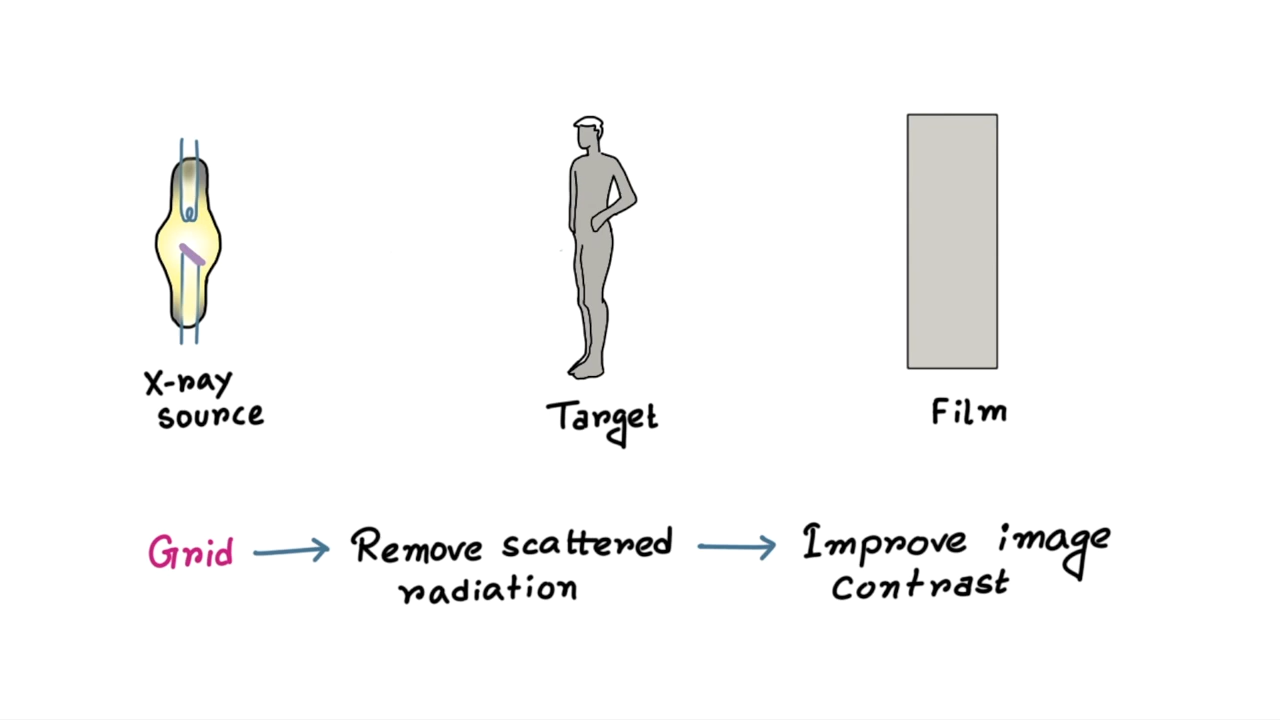 X-ray
source
Target
Film
Grid → Remove scattered → Improve image
radiation
contrast